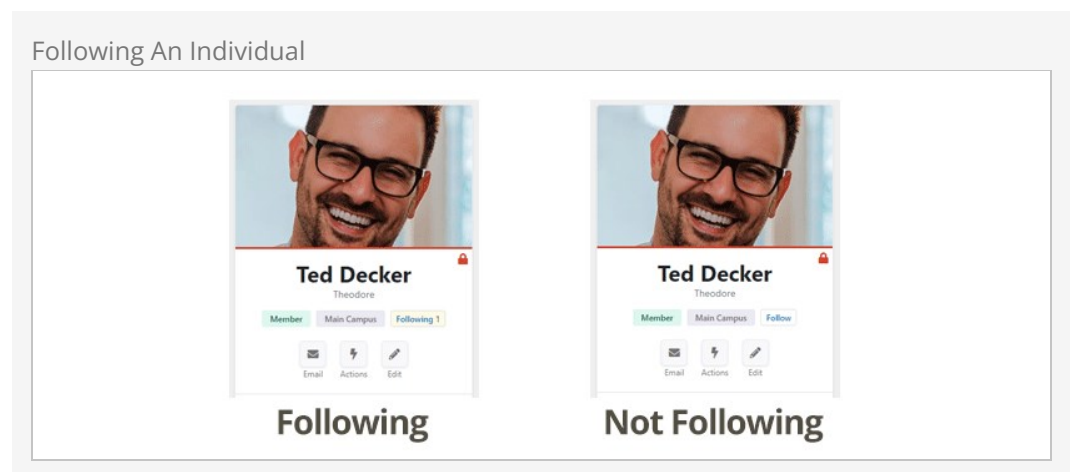 Following An Individual
Ted Decker
Theodore
Member Main Campus Following 1
Email Actions Edit
Following
Ted Decker
Theodore
Member Main Campus Follow
Email Actions Edit
Not Following